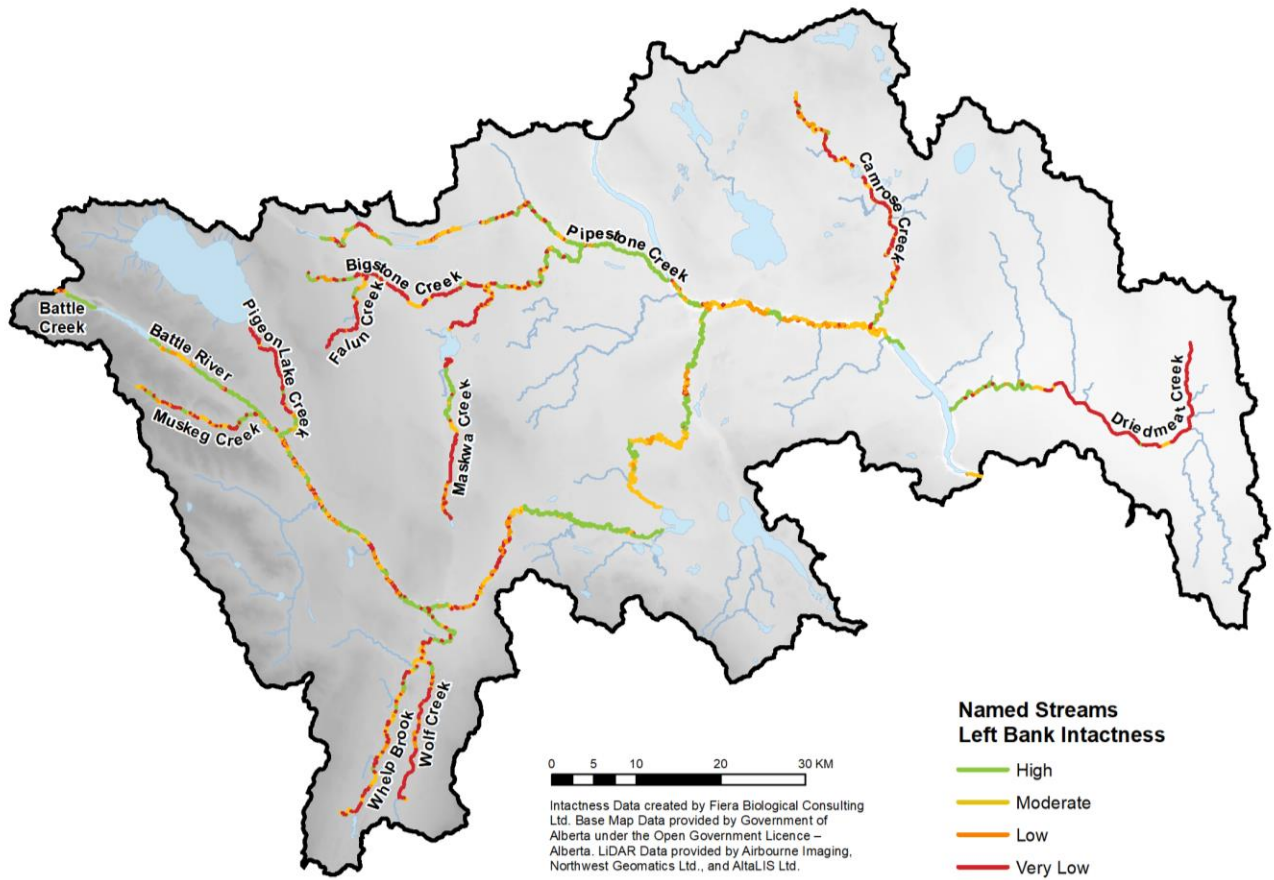 Camrose Creek
Pipestone Creek
Bigstone Creek
Falun Creek
Battle
Creek
Battle River
Pigeon Lake Creek
Muskeg Creek
Maskwa Creek
Driedmeat Creek
Whelp Brook
Wolf Creek
0 5 10 20 30 KM
Intactness Data created by Fiera Biological Consulting
Ltd. Base Map Data provided by Government of
Alberta under the Open Government Licence –
Alberta. LiDAR Data provided by Airbourne Imaging,
Northwest Geomatics Ltd., and AltaLIS Ltd.
Named Streams
Left Bank Intactness
High
Moderate
Low
Very Low